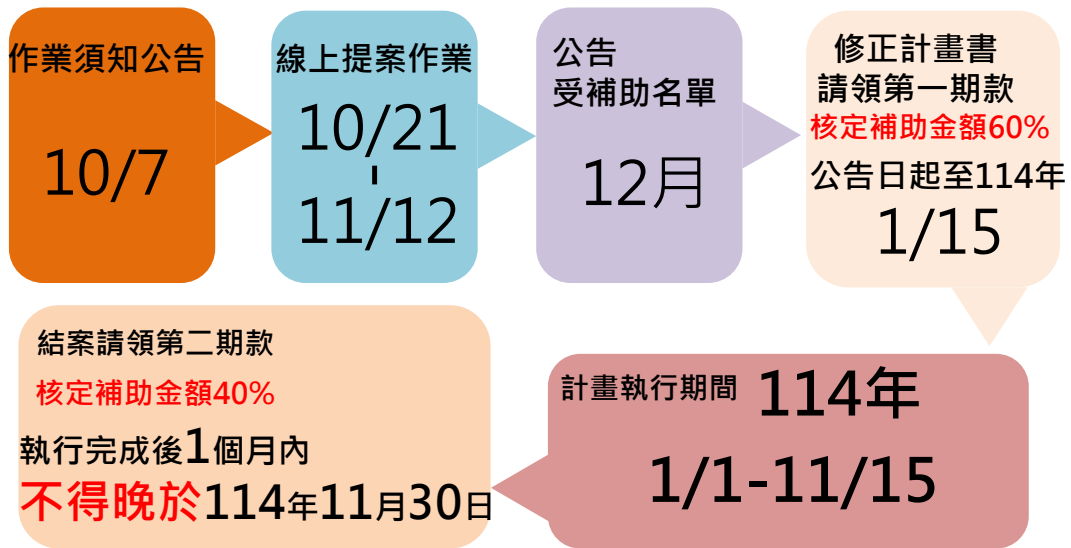 作業須知公告
10/7
線上提案作業
10/21
-
11/12
公告
受補助名單
12月
修正計畫書
請領第一期款
核定補助金額60%
公告日起至114年
1/15
計畫執行期間 114年
1/1-11/15
結案請領第二期款
核定補助金額40%
執行完成後1個月內
不得晚於114年11月30日